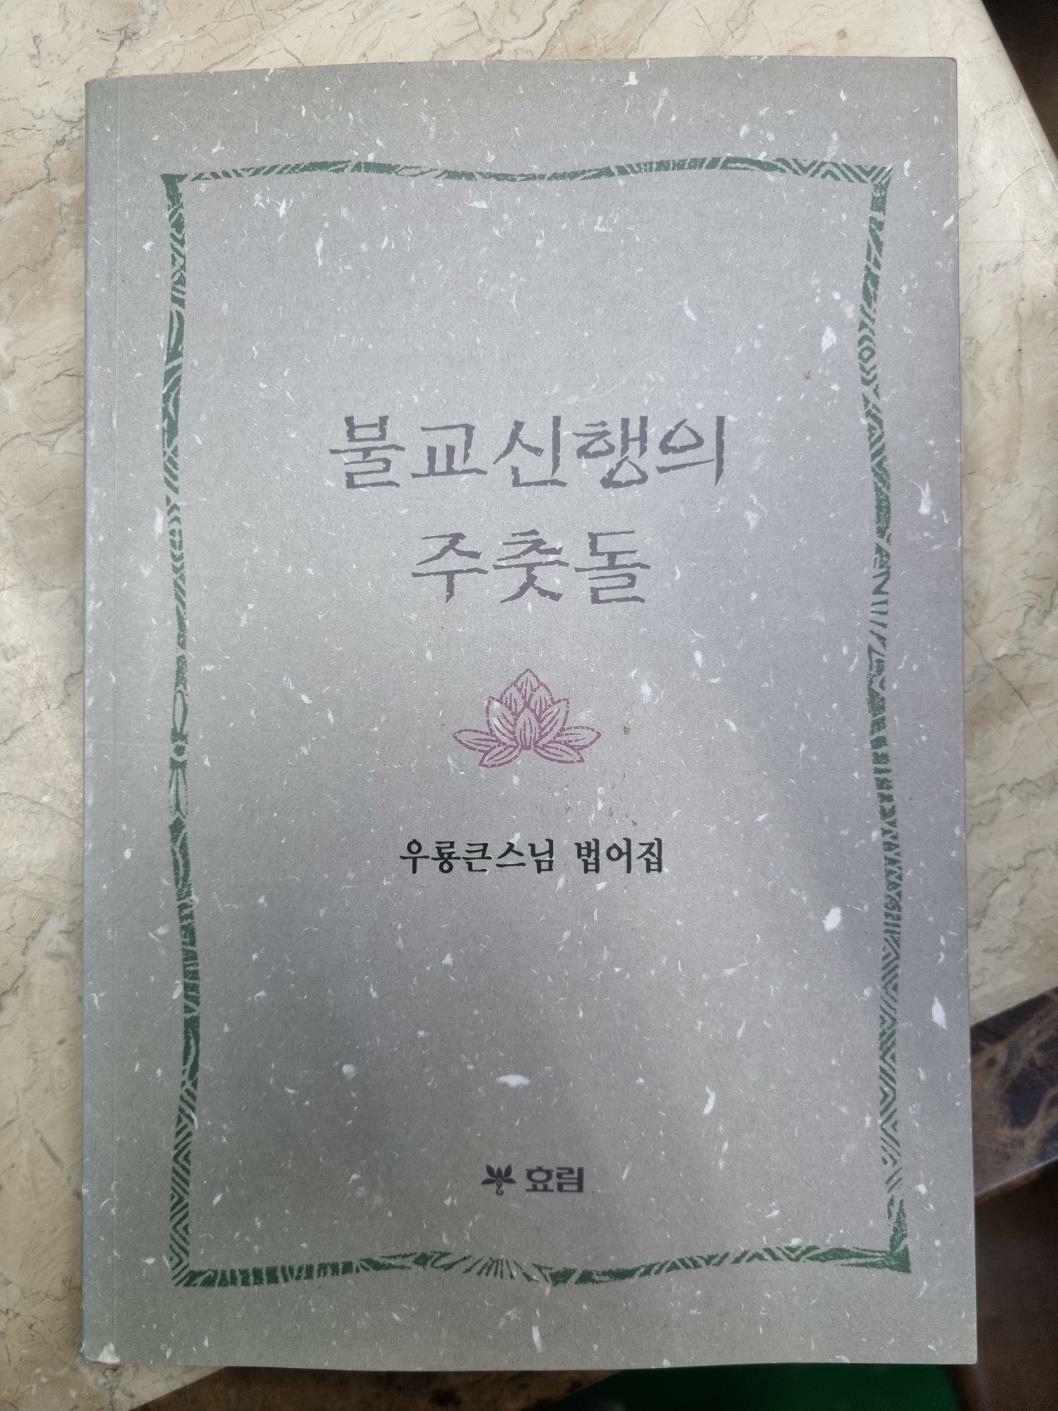 불교신행의
주춧돌
우룡큰스님 법어집
효림